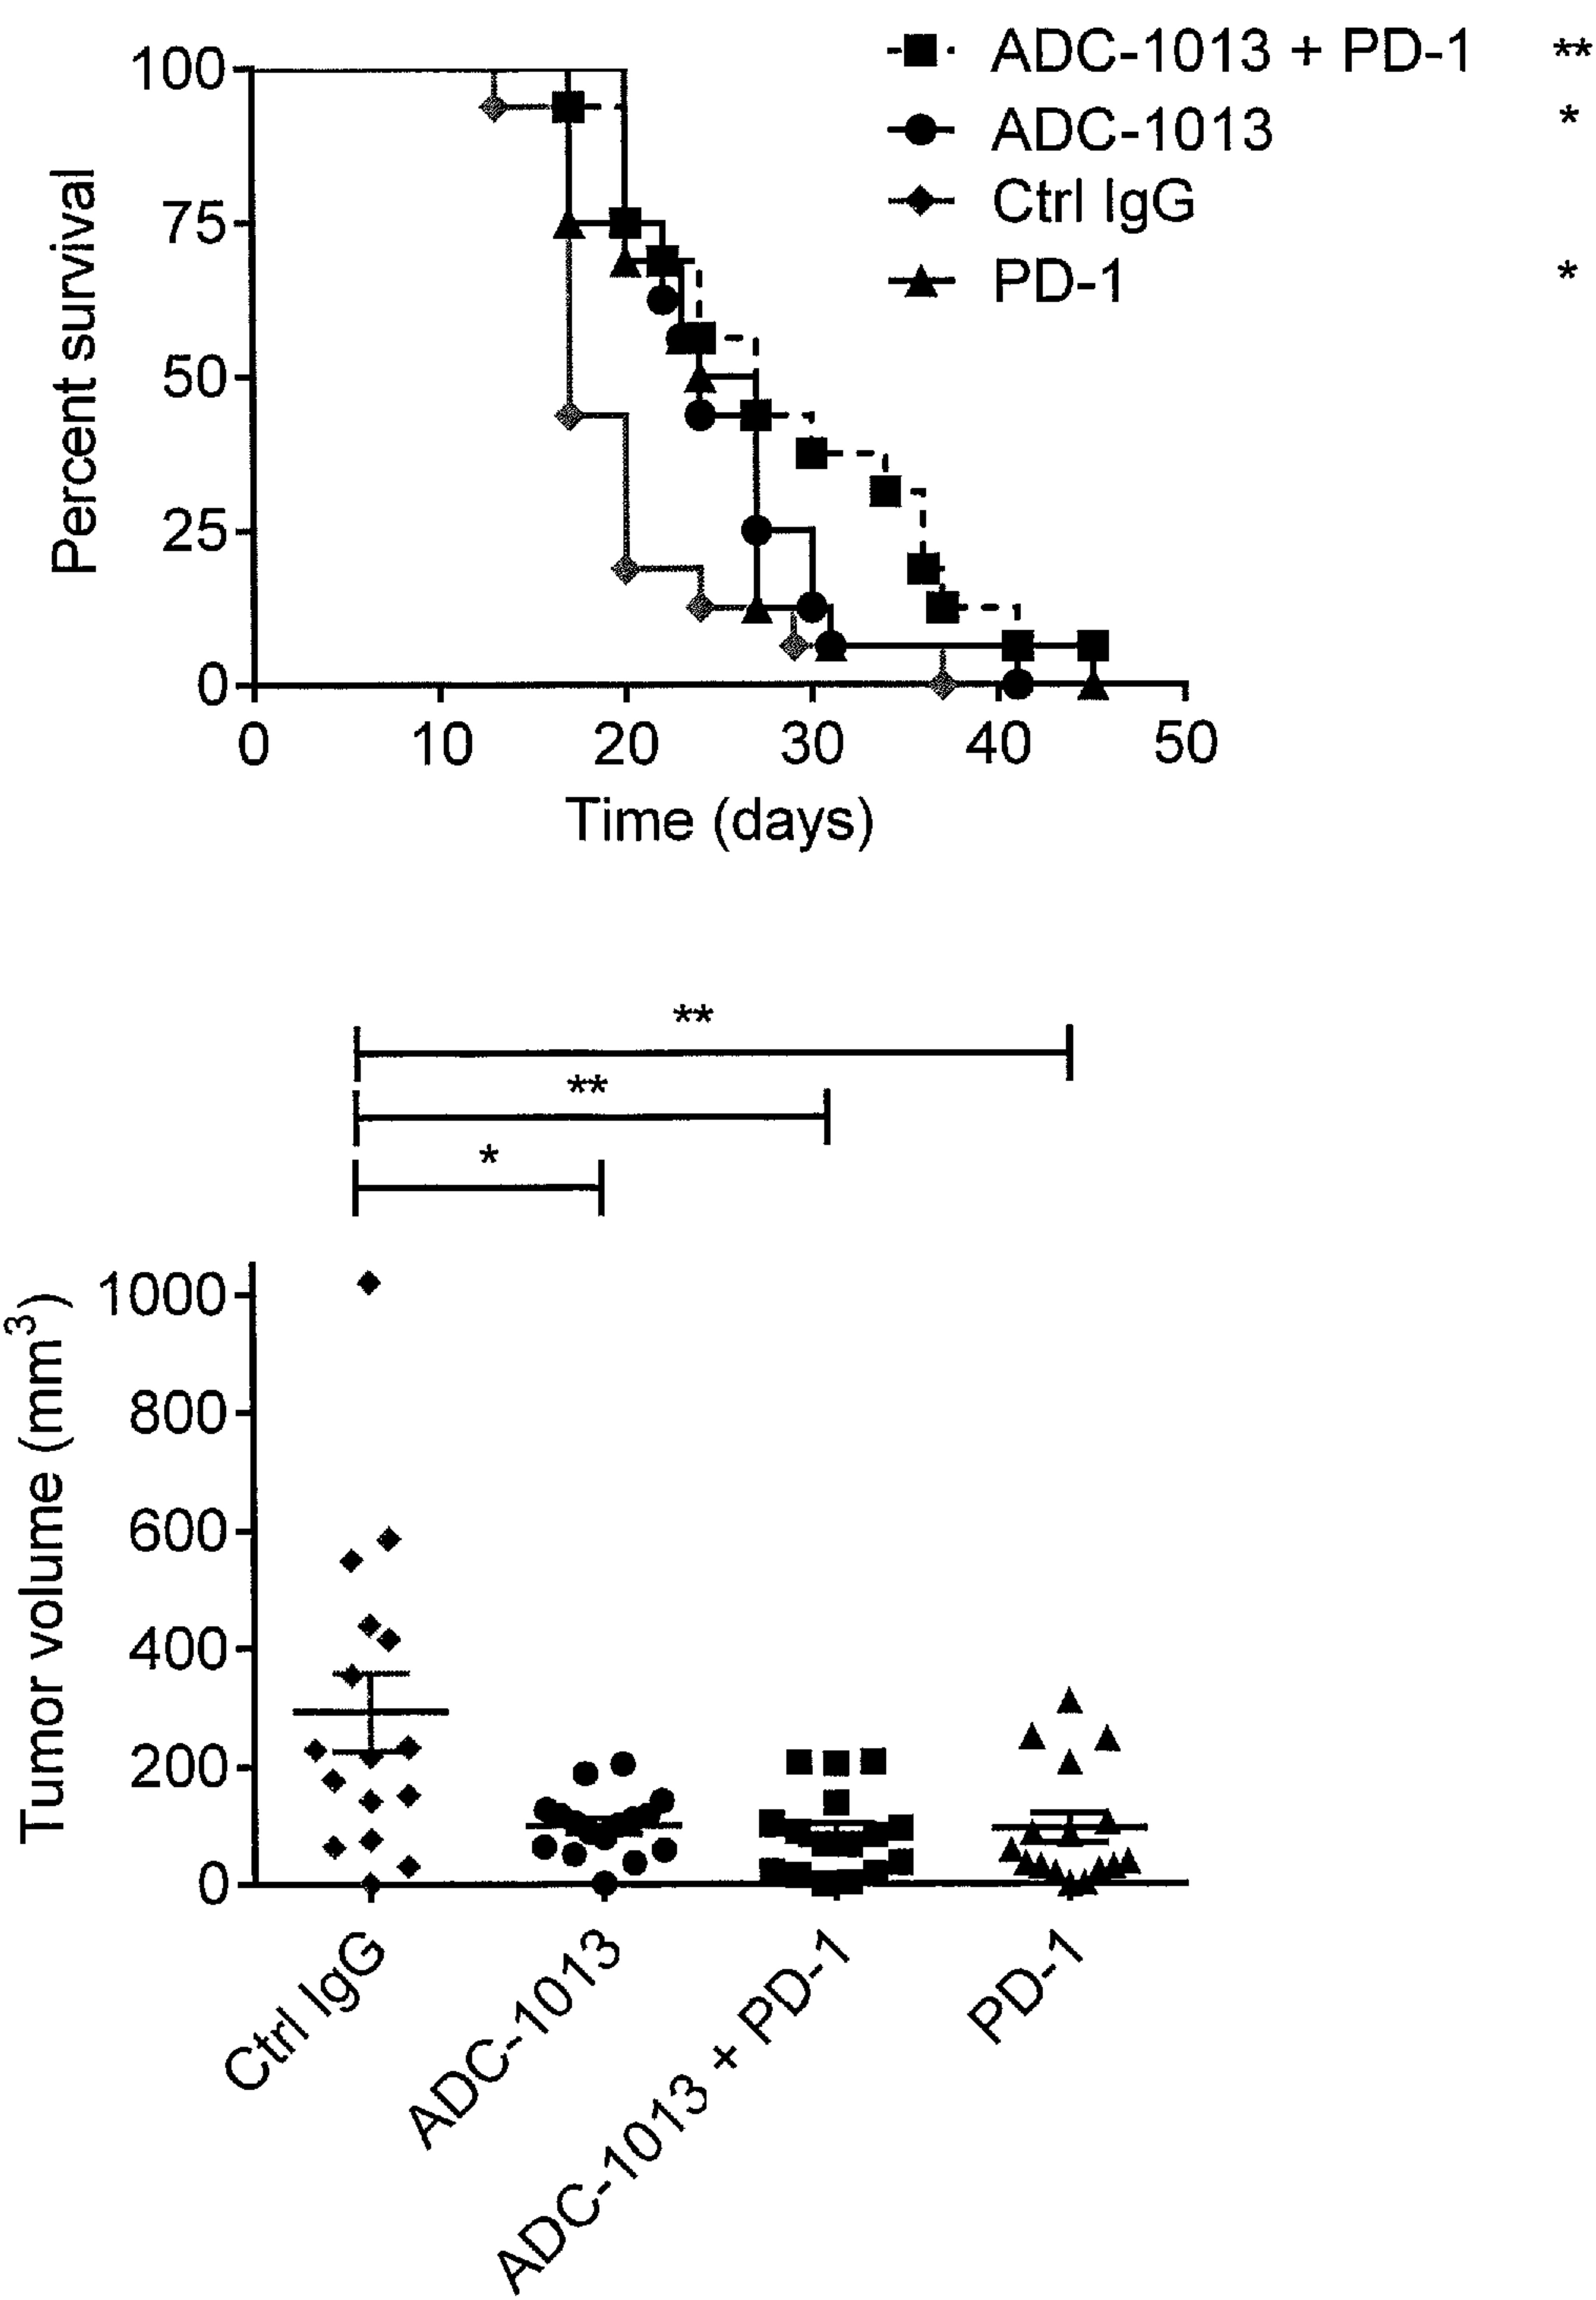 ADC-1013 + PD-1 **
ADC-1013 *
Ctrl IgG
PD-1 *
Percent survival
100
75
50
25
0
0 10 20 30 40 50
Time (days)
**
**
*
Tumor volume (mm³)
1000
800
600
400
200
0
Ctrl IgG
ADC-1013
ADC-1013 + PD-1
PD-1